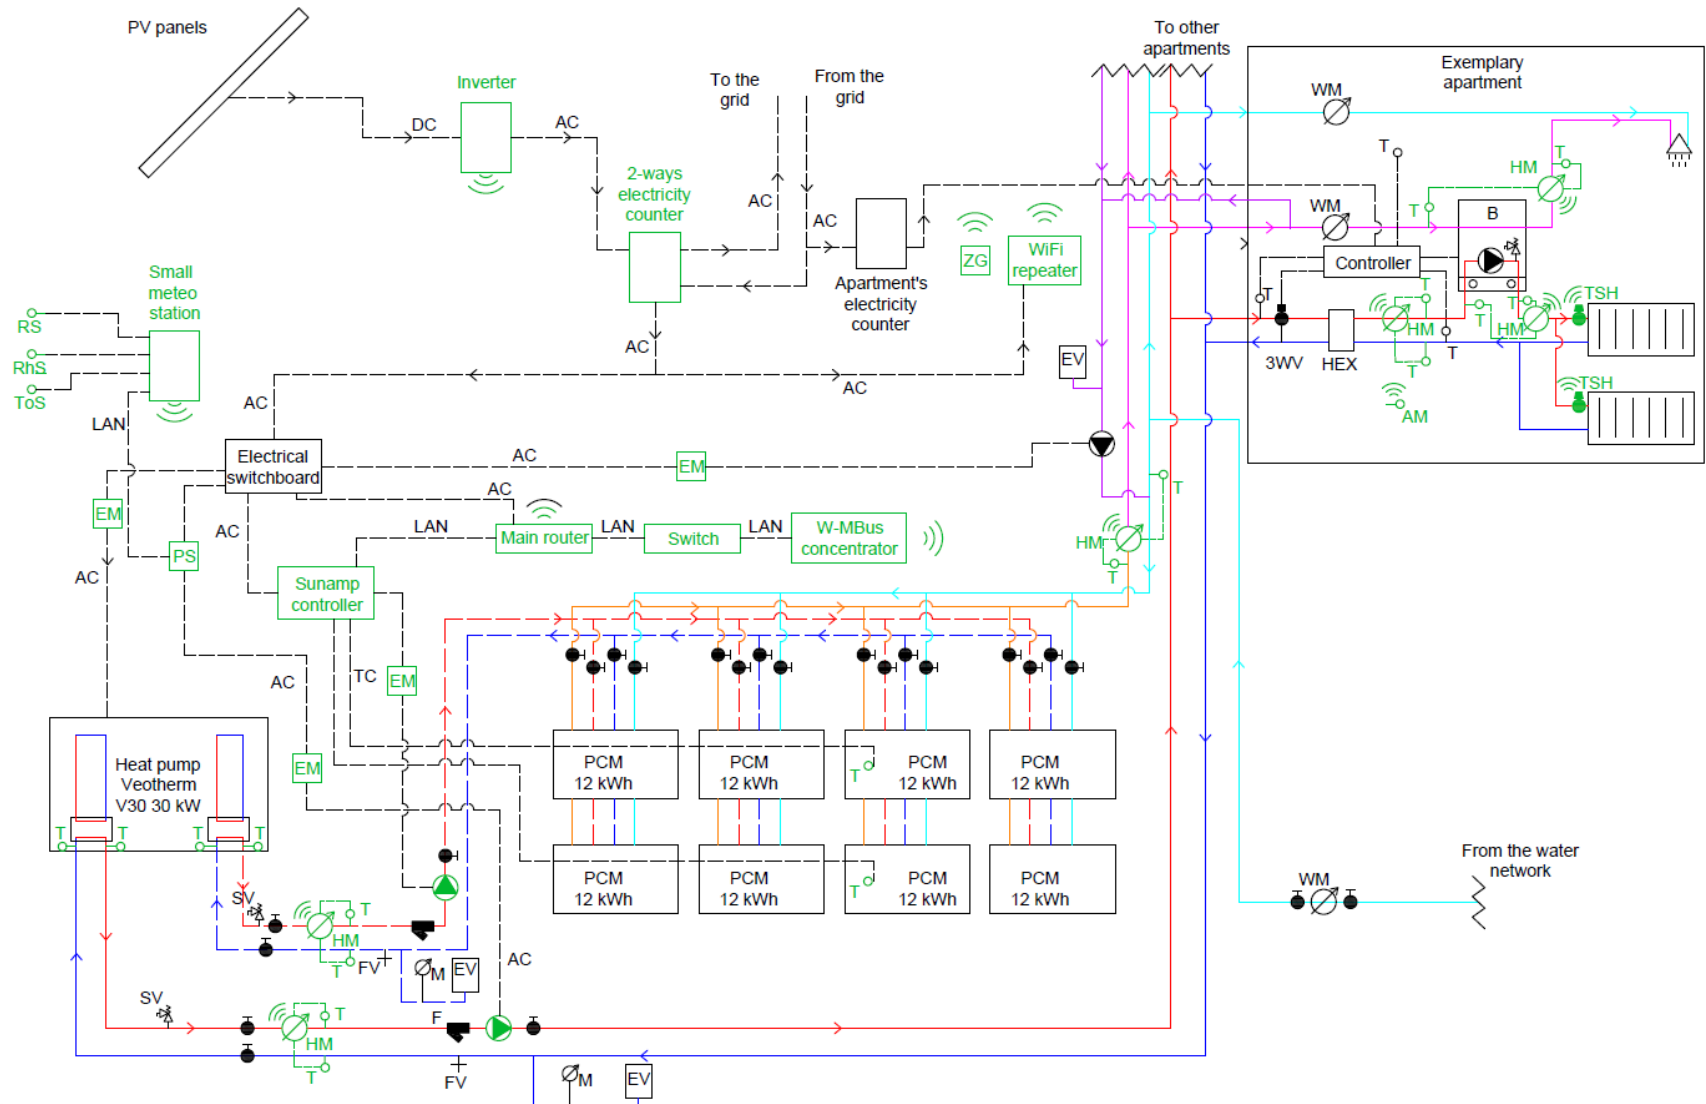 PV panels
Inverter
DC
AC
To the
grid
From the
grid
2-ways
electricity
counter
AC
AC
Apartment's
electricity
counter
ZG
WiFi
repeater
To other
apartments
Exemplary
apartment
WM
T
HM
T
T
WM
B
Controller
T
T
T
HM
T
T
HM
TSH
T
3WV
HEX
T
AM
TSH
Small
meteo
station
RS
RhS
ToS
LAN
AC
AC
AC
EV
Electrical
switchboard
AC
EM
AC
EM
AC
PS
AC
LAN
Main router
LAN
Switch
LAN
W-MBus
concentrator
HM
T
T
Sunamp
controller
TC
EM
AC
EM
Heat pump
Veotherm
V30 30 kW
T
T
T
T
PCM
12 kWh
PCM
12 kWh
T
PCM
12 kWh
PCM
12 kWh
PCM
12 kWh
PCM
12 kWh
T
PCM
12 kWh
PCM
12 kWh
From the water
network
WM
SV
T
HM
T
FV
M
EV
AC
SV
T
HM
T
F
FV
M
EV